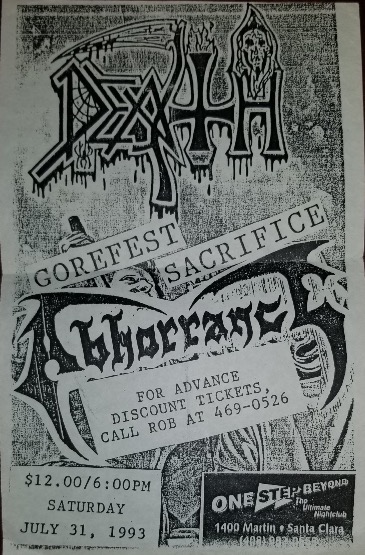 DEATH
GOREFEST
SACRIFICE
Abhorrance
FOR ADVANCE
DISCOUNT TICKETS,
CALL ROB AT 469-0526
$12.00/6:00PM
SATURDAY
JULY 31, 1993
ONE STEP BEYOND
The
Ultimate
Nightclub
1400 Martin • Santa Clara